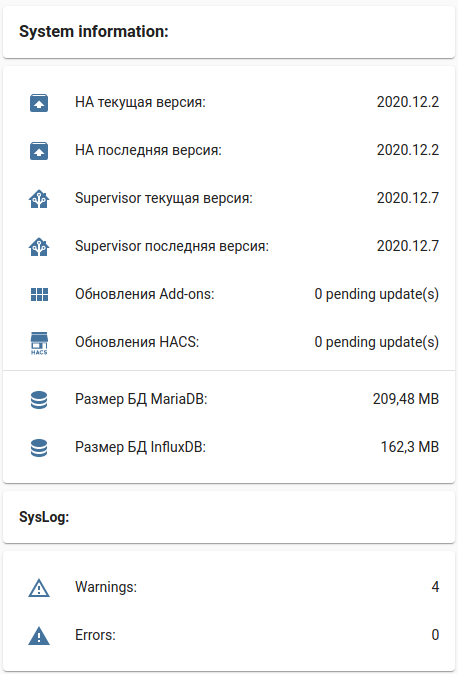 System information:
HA текущая версия: 2020.12.2
HA последняя версия: 2020.12.2
Supervisor текущая версия: 2020.12.7
Supervisor последняя версия: 2020.12.7
Обновления Add-ons: 0 pending update(s)
HACS
Обновления HACS: 0 pending update(s)
Размер БД MariaDB: 209,48 MB
Размер БД InfluxDB: 162,3 MB
SysLog:
Warnings: 4
Errors: 0